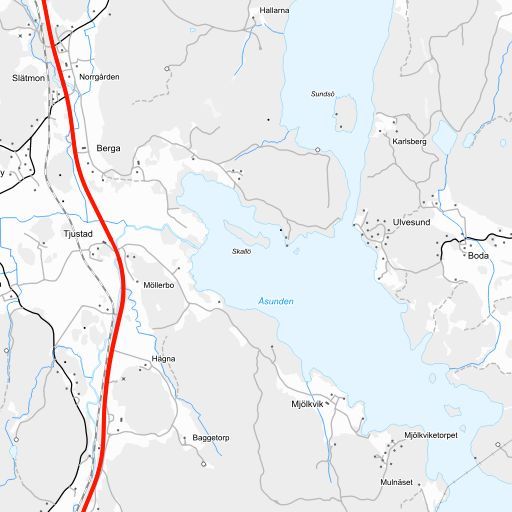 Hallarna
Slätmon
Norrgården
Sundsö
Karlsberg
Berga
y
Ulvesund
Tjustad
Skallö
Boda
Möllerbo
Åsunden
Hägna
Mjölkvik
Baggetorp
Mjölkviketorpet
Mulnäset